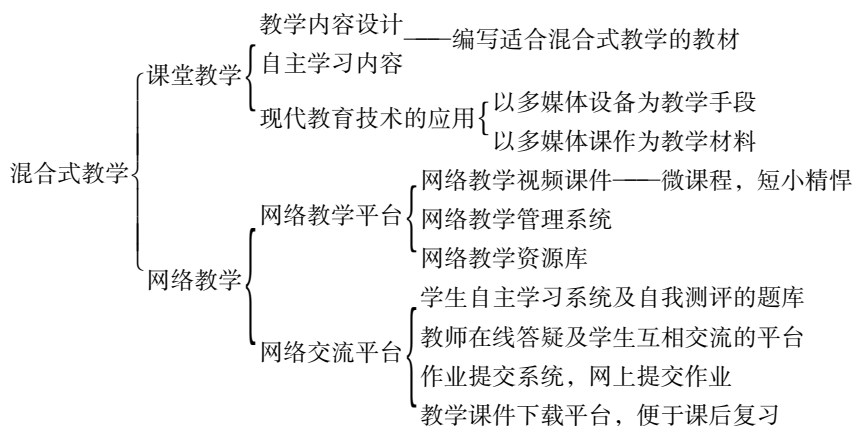 教学内容设计——编写适合混合式教学的教材
课堂教学
自主学习内容
现代教育技术的应用
以多媒体设备为教学手段
以多媒体课作为教学材料
混合式教学
网络教学视频课件——微课程，短小精悍
网络教学平台
网络教学管理系统
网络教学资源库
网络教学
学生自主学习系统及自我测评的题库
教师在线答疑及学生互相交流的平台
网络交流平台
作业提交系统，网上提交作业
教学课件下载平台，便于课后复习